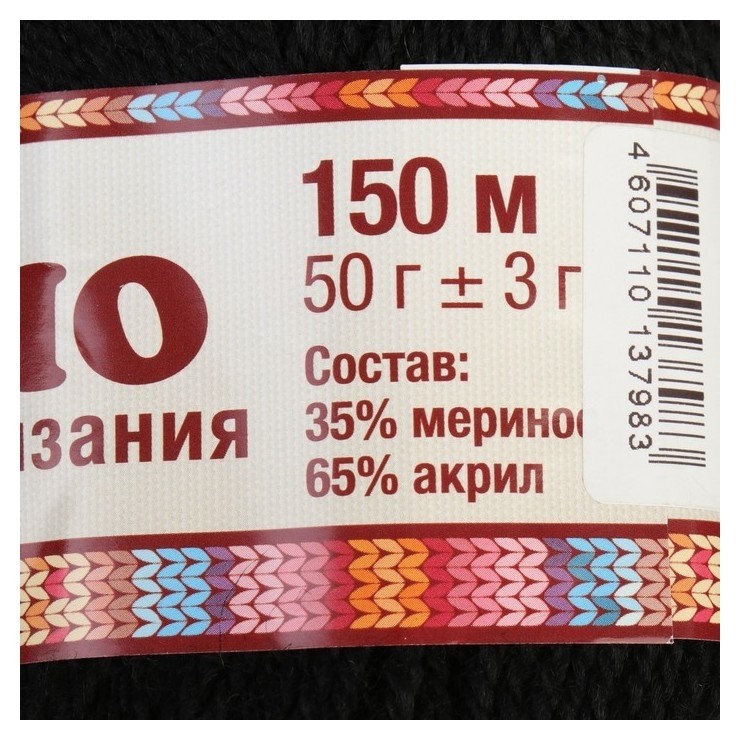 150 м
50 г ± 3 г
Состав:
35% мерино
65% акрил
4 607110 137983